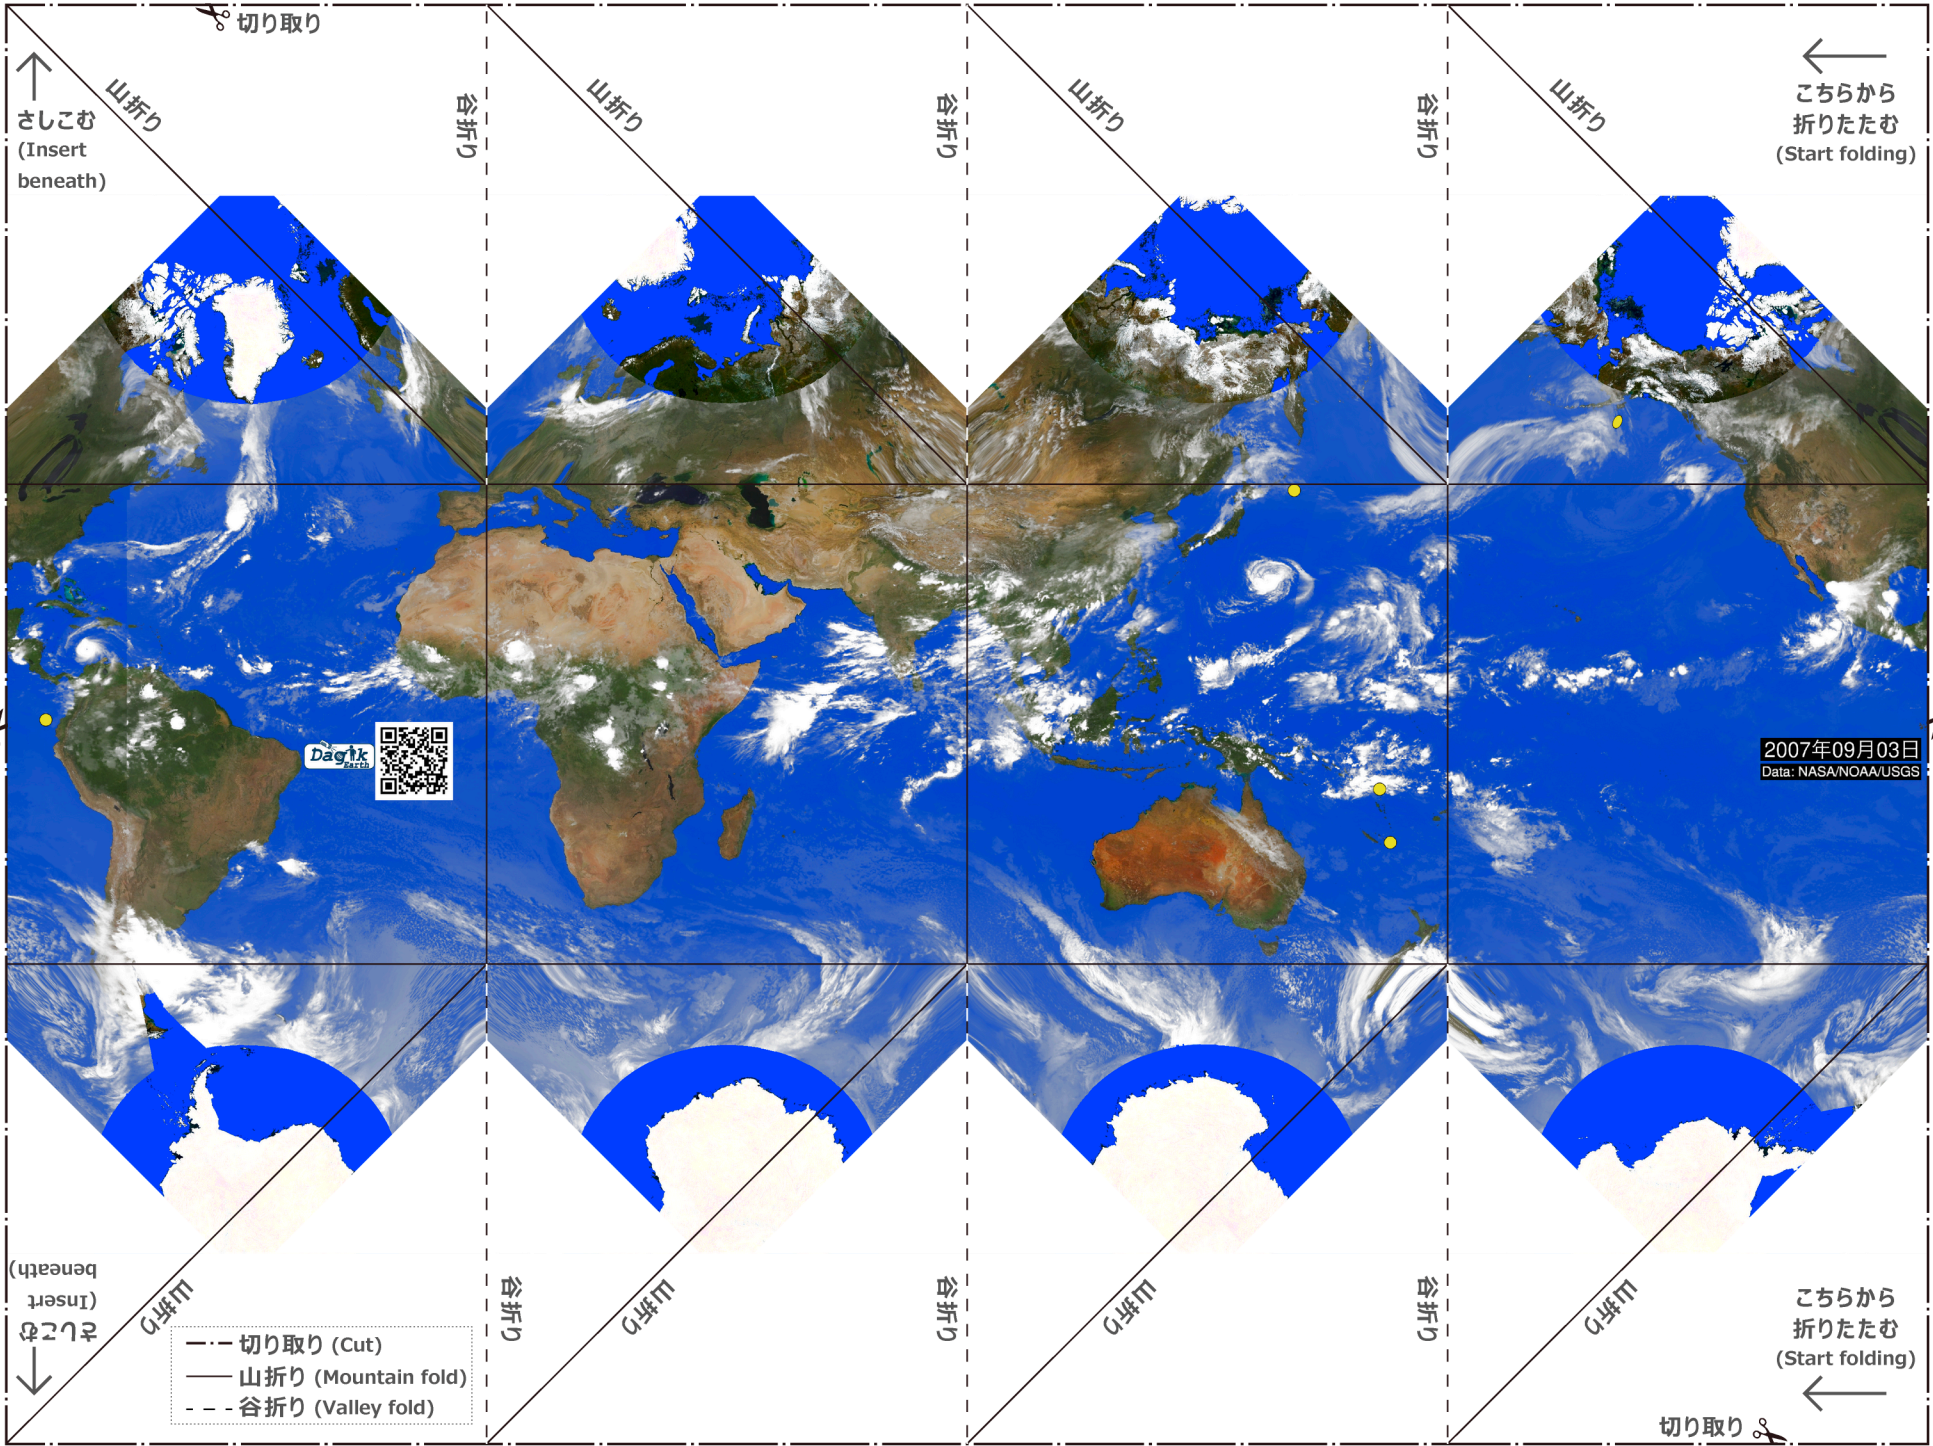 切り取り
山折り
谷折り
山折り
谷折り
山折り
谷折り
山折り
さしこむ
(Insert
beneath)
こちらから
折りたたむ
(Start folding)
Dagik
Earth
2007年09月03日
Data: NASA/NOAA/USGS
さしこむ
(Insert
beneath)
山折り
谷折り
山折り
谷折り
山折り
谷折り
山折り
こちらから
折りたたむ
(Start folding)
切り取り (Cut)
山折り (Mountain fold)
谷折り (Valley fold)
切り取り